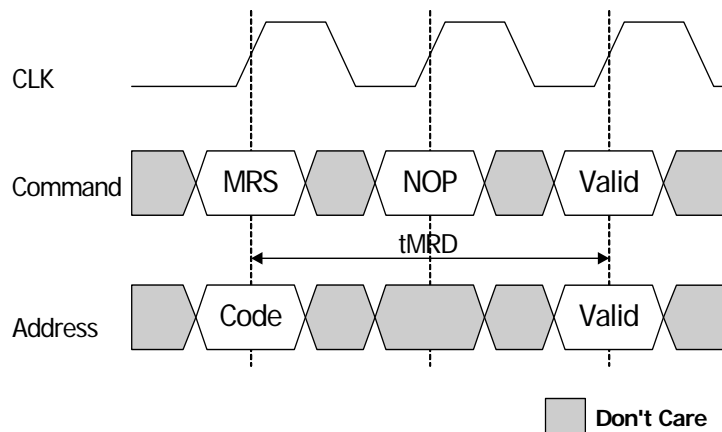 CLK
Command MRS NOP Valid
tMRD
Address Code Valid
Don't Care